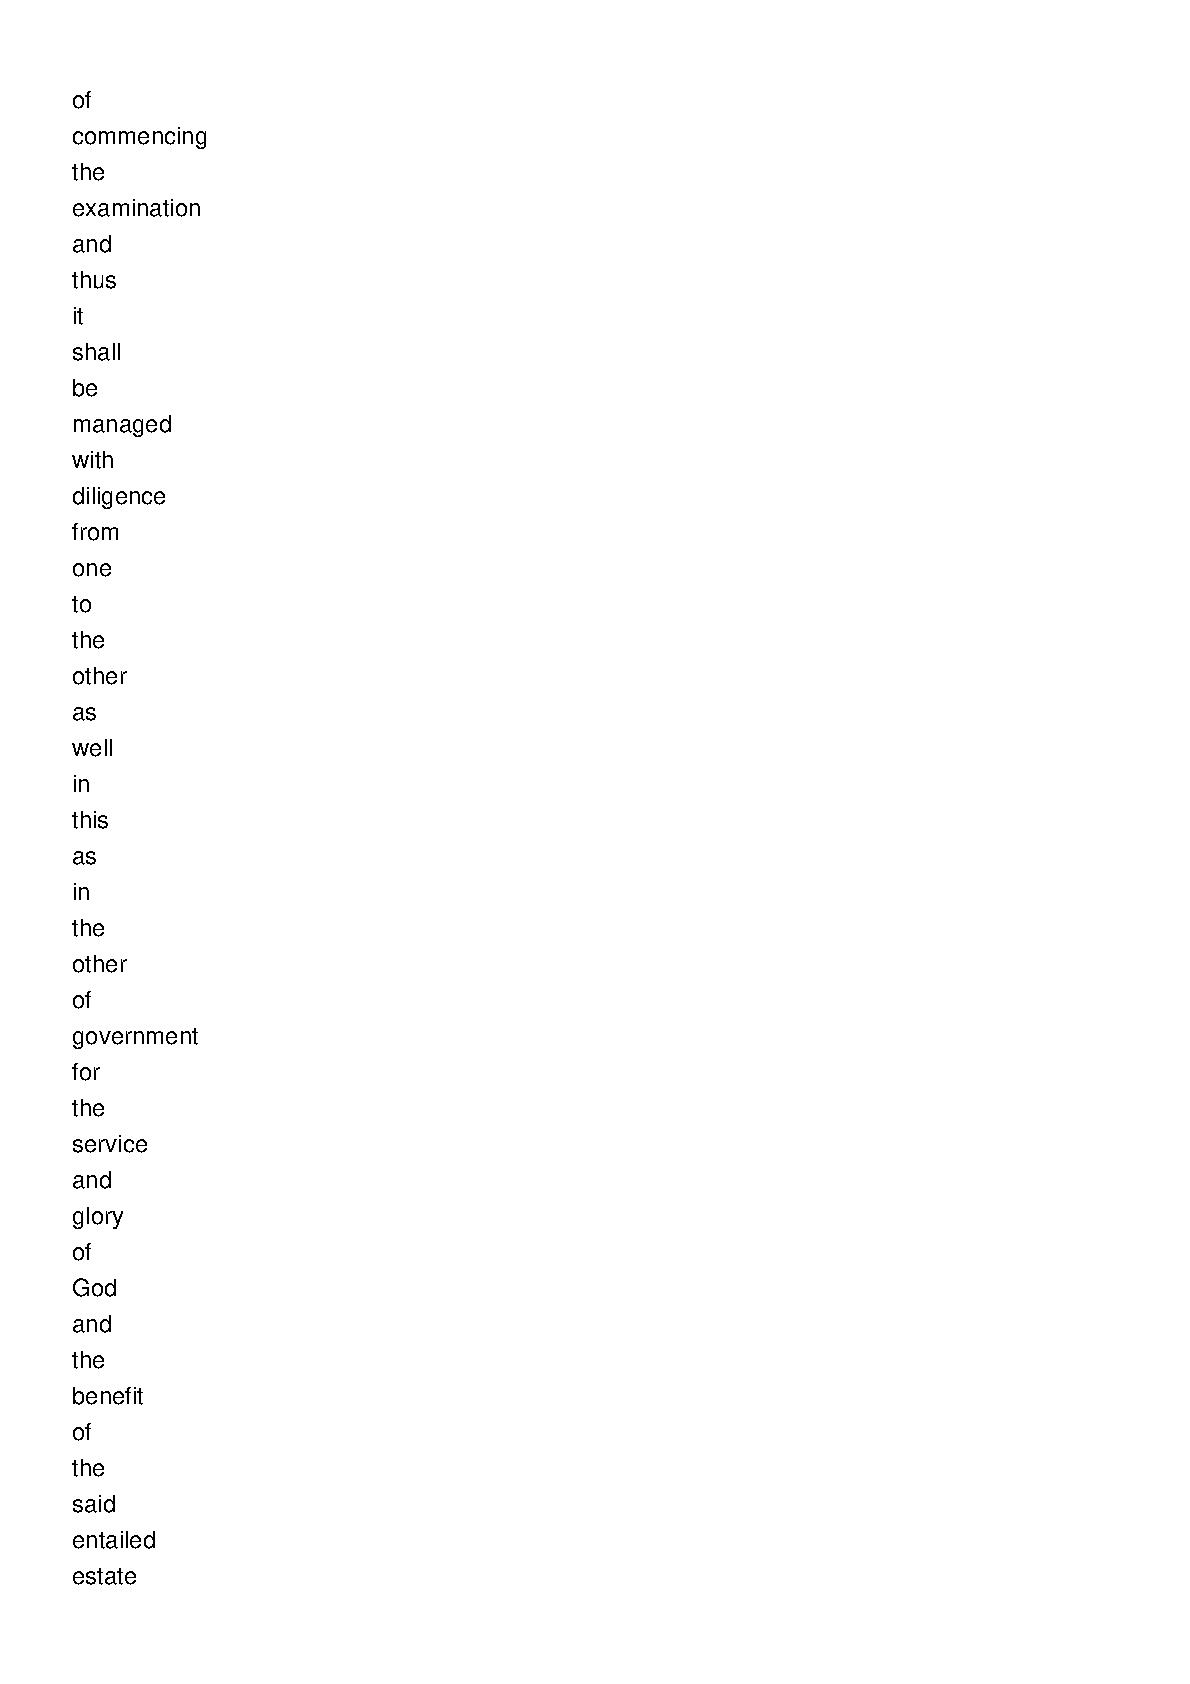 of
commencing
the
examination
and
thus
it
shall
be
managed
with
diligence
from
one
to
the
other
as
well
in
this
as
in
the
other
of
government
for
the
service
and
glory
of
God
and
the
benefit
of
the
said
entailed
estate